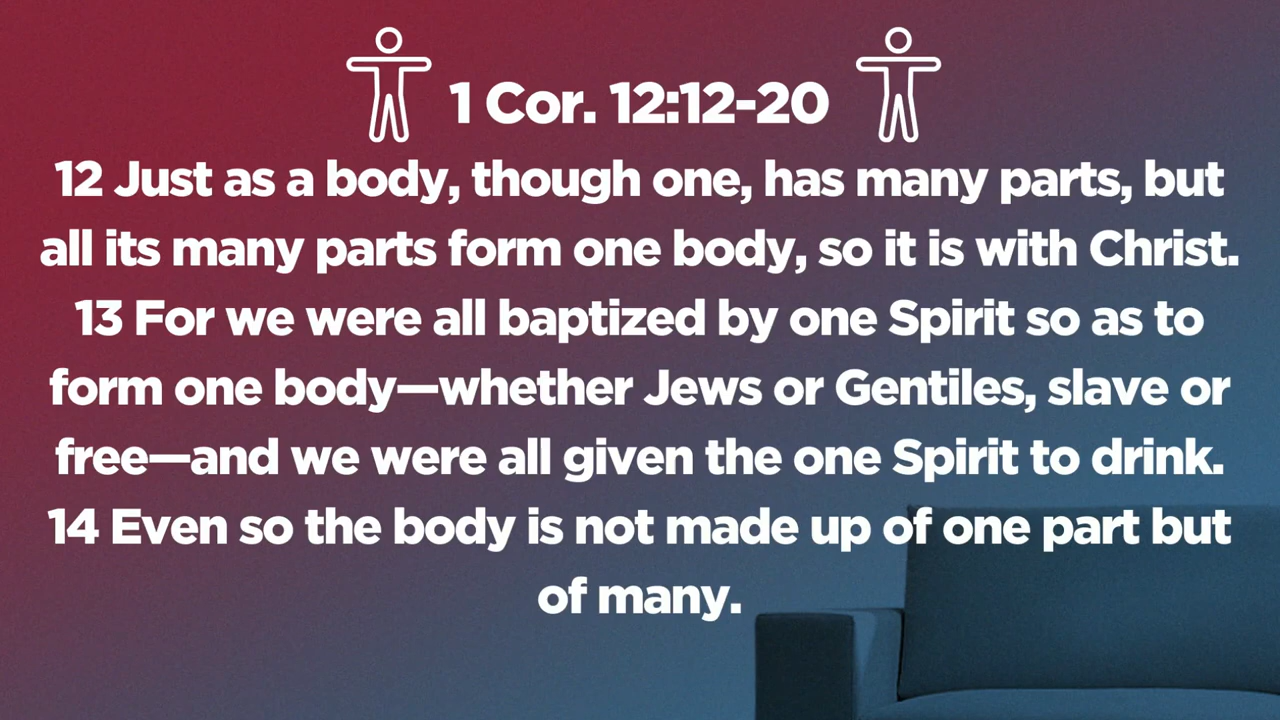 1 Cor. 12:12-20
12 Just as a body, though one, has many parts, but
all its many parts form one body, so it is with Christ.
13 For we were all baptized by one Spirit so as to
form one body—whether Jews or Gentiles, slave or
free—and we were all given the one Spirit to drink.
14 Even so the body is not made up of one part but
of many.